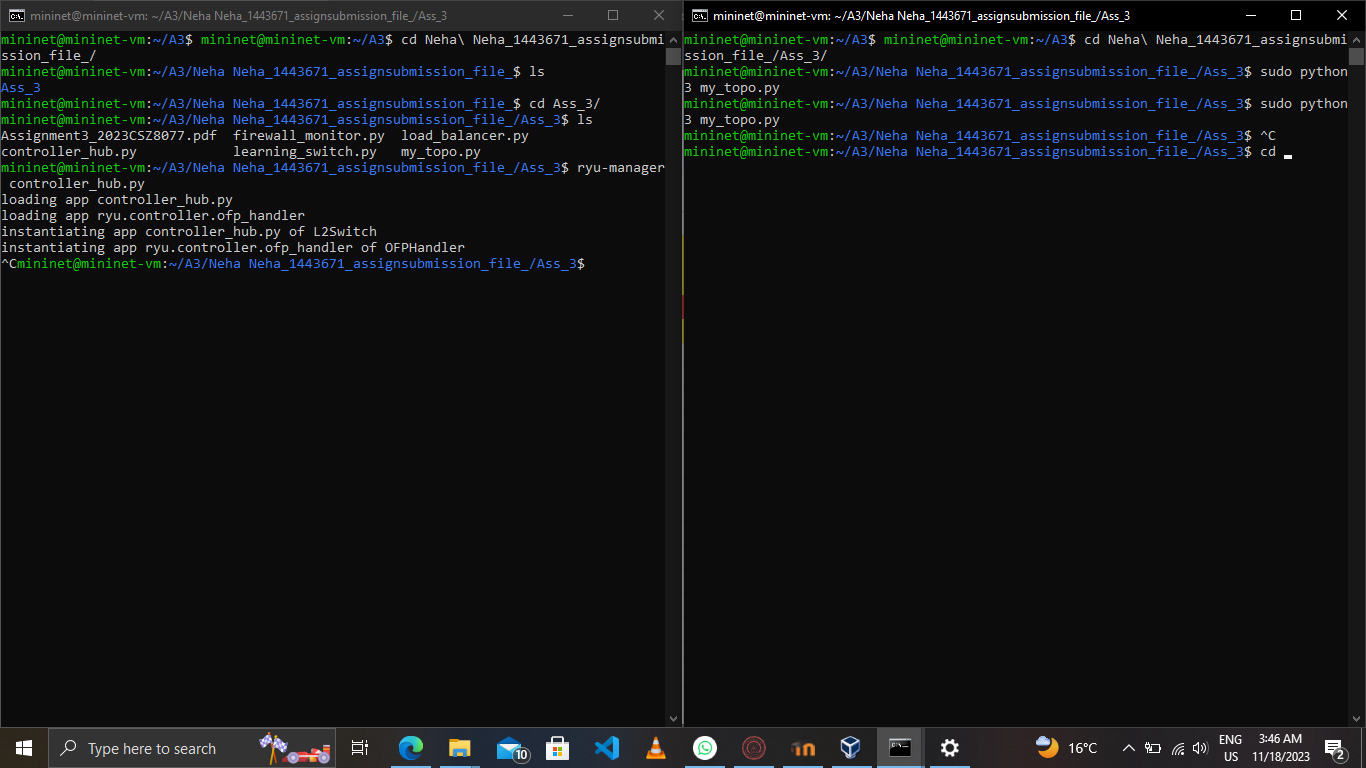 mininet@mininet-vm: ~/A3/Neha Neha_1443671_assignsubmission_file_/Ass_3
mininet@mininet-vm:~/A3$ mininet@mininet-vm:~/A3$ cd Neha\ Neha_1443671_assignsubmi
ssion_file_/
mininet@mininet-vm:~/A3/Neha Neha_1443671_assignsubmission_file_$ ls
Ass_3
mininet@mininet-vm:~/A3/Neha Neha_1443671_assignsubmission_file_$ cd Ass_3/
mininet@mininet-vm:~/A3/Neha Neha_1443671_assignsubmission_file_/Ass_3$ ls
Assignment3_2023CSZ8077.pdf  firewall_monitor.py  load_balancer.py
controller_hub.py            learning_switch.py   my_topo.py
mininet@mininet-vm:~/A3/Neha Neha_1443671_assignsubmission_file_/Ass_3$ ryu-manager
 controller_hub.py
loading app controller_hub.py
loading app ryu.controller.ofp_handler
instantiating app controller_hub.py of L2Switch
instantiating app ryu.controller.ofp_handler of OFPHandler
^Cmininet@mininet-vm:~/A3/Neha Neha_1443671_assignsubmission_file_/Ass_3$
mininet@mininet-vm: ~/A3/Neha Neha_1443671_assignsubmission_file_/Ass_3
mininet@mininet-vm:~/A3$ mininet@mininet-vm:~/A3$ cd Neha\ Neha_1443671_assignsubmi
ssion_file_/Ass_3/
mininet@mininet-vm:~/A3/Neha Neha_1443671_assignsubmission_file_/Ass_3$ sudo python
3 my_topo.py
mininet@mininet-vm:~/A3/Neha Neha_1443671_assignsubmission_file_/Ass_3$ sudo python
3 my_topo.py
mininet@mininet-vm:~/A3/Neha Neha_1443671_assignsubmission_file_/Ass_3$ ^C
mininet@mininet-vm:~/A3/Neha Neha_1443671_assignsubmission_file_/Ass_3$ cd
Type here to search
10
16°C
ENG
US
3:46 AM
11/18/2023
2